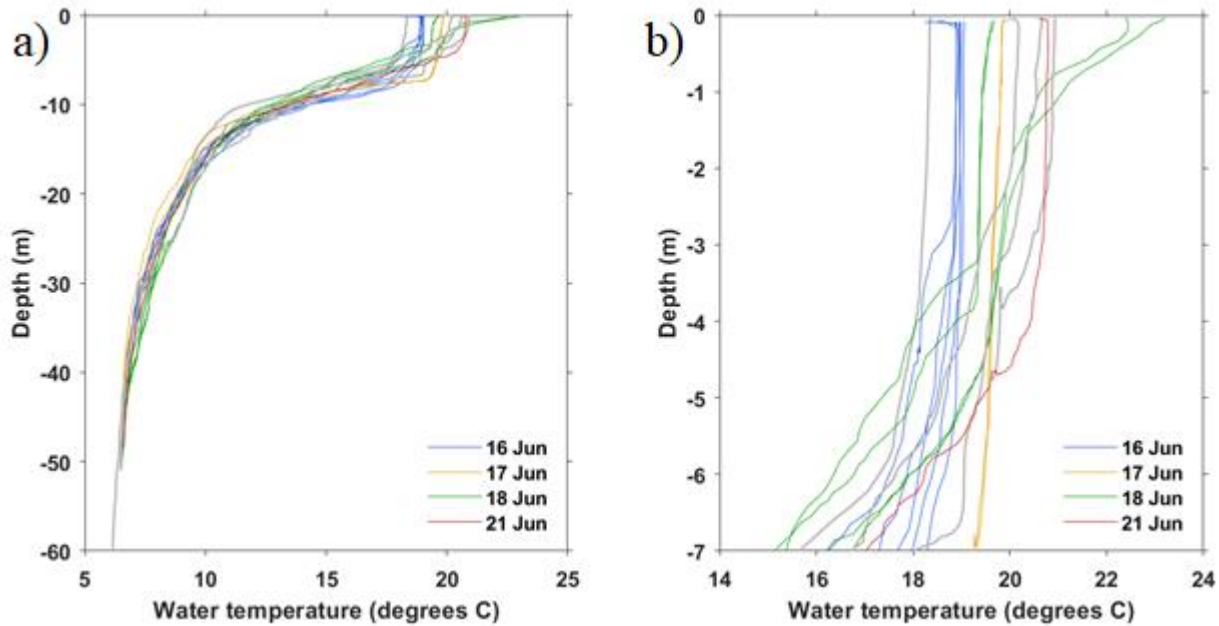 a)
0
-10
-20
-30
-40
-50
-60
Depth (m)
5 10 15 20 25
Water temperature (degrees C)
16 Jun
17 Jun
18 Jun
21 Jun
b)
0
-1
-2
-3
-4
-5
-6
-7
Depth (m)
14 16 18 20 22 24
Water temperature (degrees C)
16 Jun
17 Jun
18 Jun
21 Jun